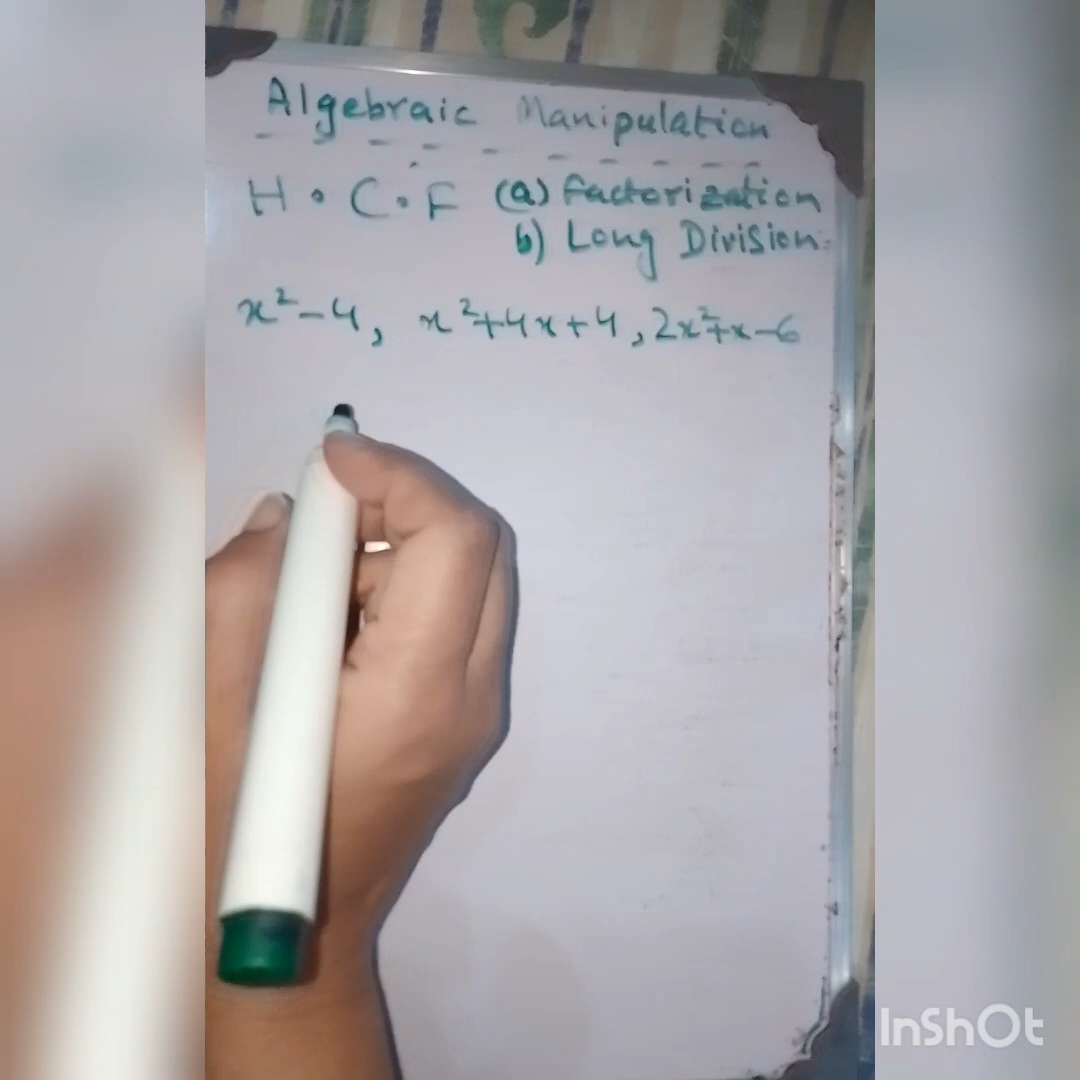 Algebraic Manipulation
H.C.F (a) Factorization
b) Long Division.
x²-4, x²+4x+4, 2x²+x-6
InShOt